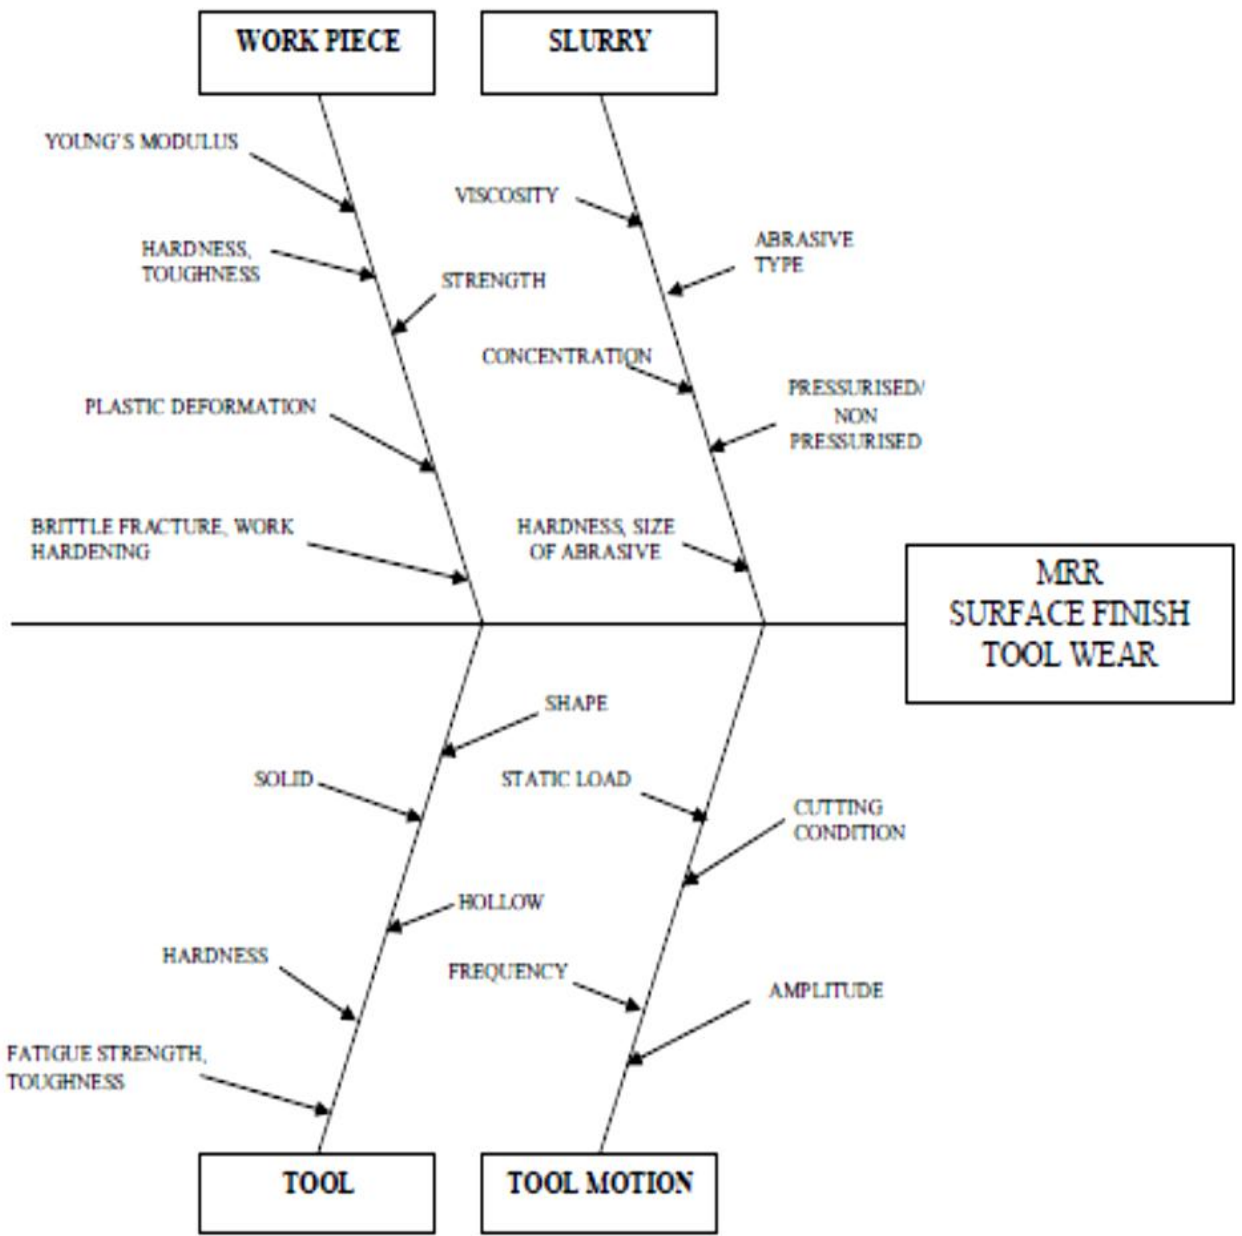 WORK PIECE
SLURRY
YOUNG'S MODULUS
VISCOSITY
ABRASIVE
TYPE
HARDNESS,
TOUGHNESS
STRENGTH
CONCENTRATION
PRESSURISED/
NON
PRESSURISED
PLASTIC DEFORMATION
BRITTLE FRACTURE, WORK
HARDENING
HARDNESS, SIZE
OF ABRASIVE
MRR
SURFACE FINISH
TOOL WEAR
SHAPE
SOLID
STATIC LOAD
CUTTING
CONDITION
HOLLOW
HARDNESS
FREQUENCY
AMPLITUDE
FATIGUE STRENGTH,
TOUGHNESS
TOOL
TOOL MOTION